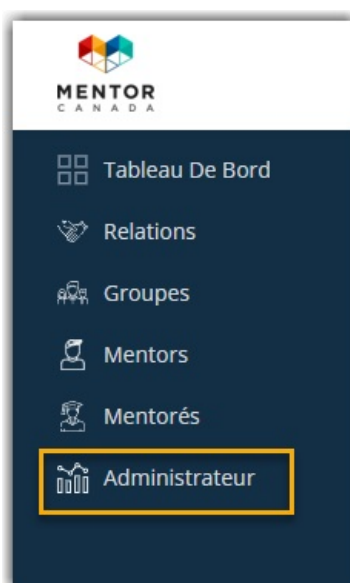 MENTOR
CANADA
Tableau De Bord
Relations
Groupes
Mentors
Mentorés
Administrateur